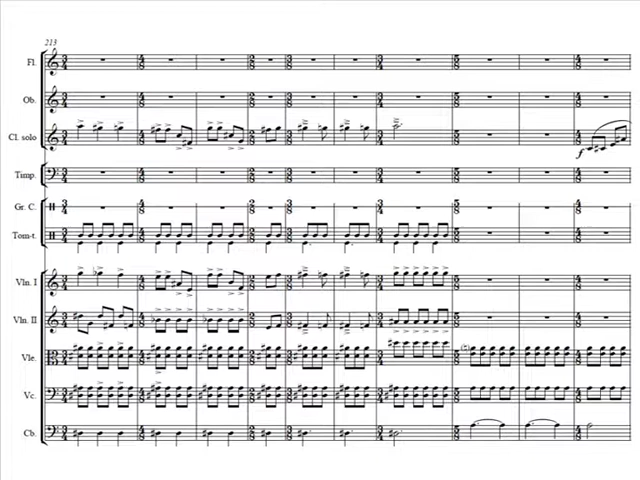 213
Fl.
Ob.
Cl. solo
f
Timp.
Gr. C.
Tom-t.
Vln. I
Vln. II
Vle.
Vc.
Cb.